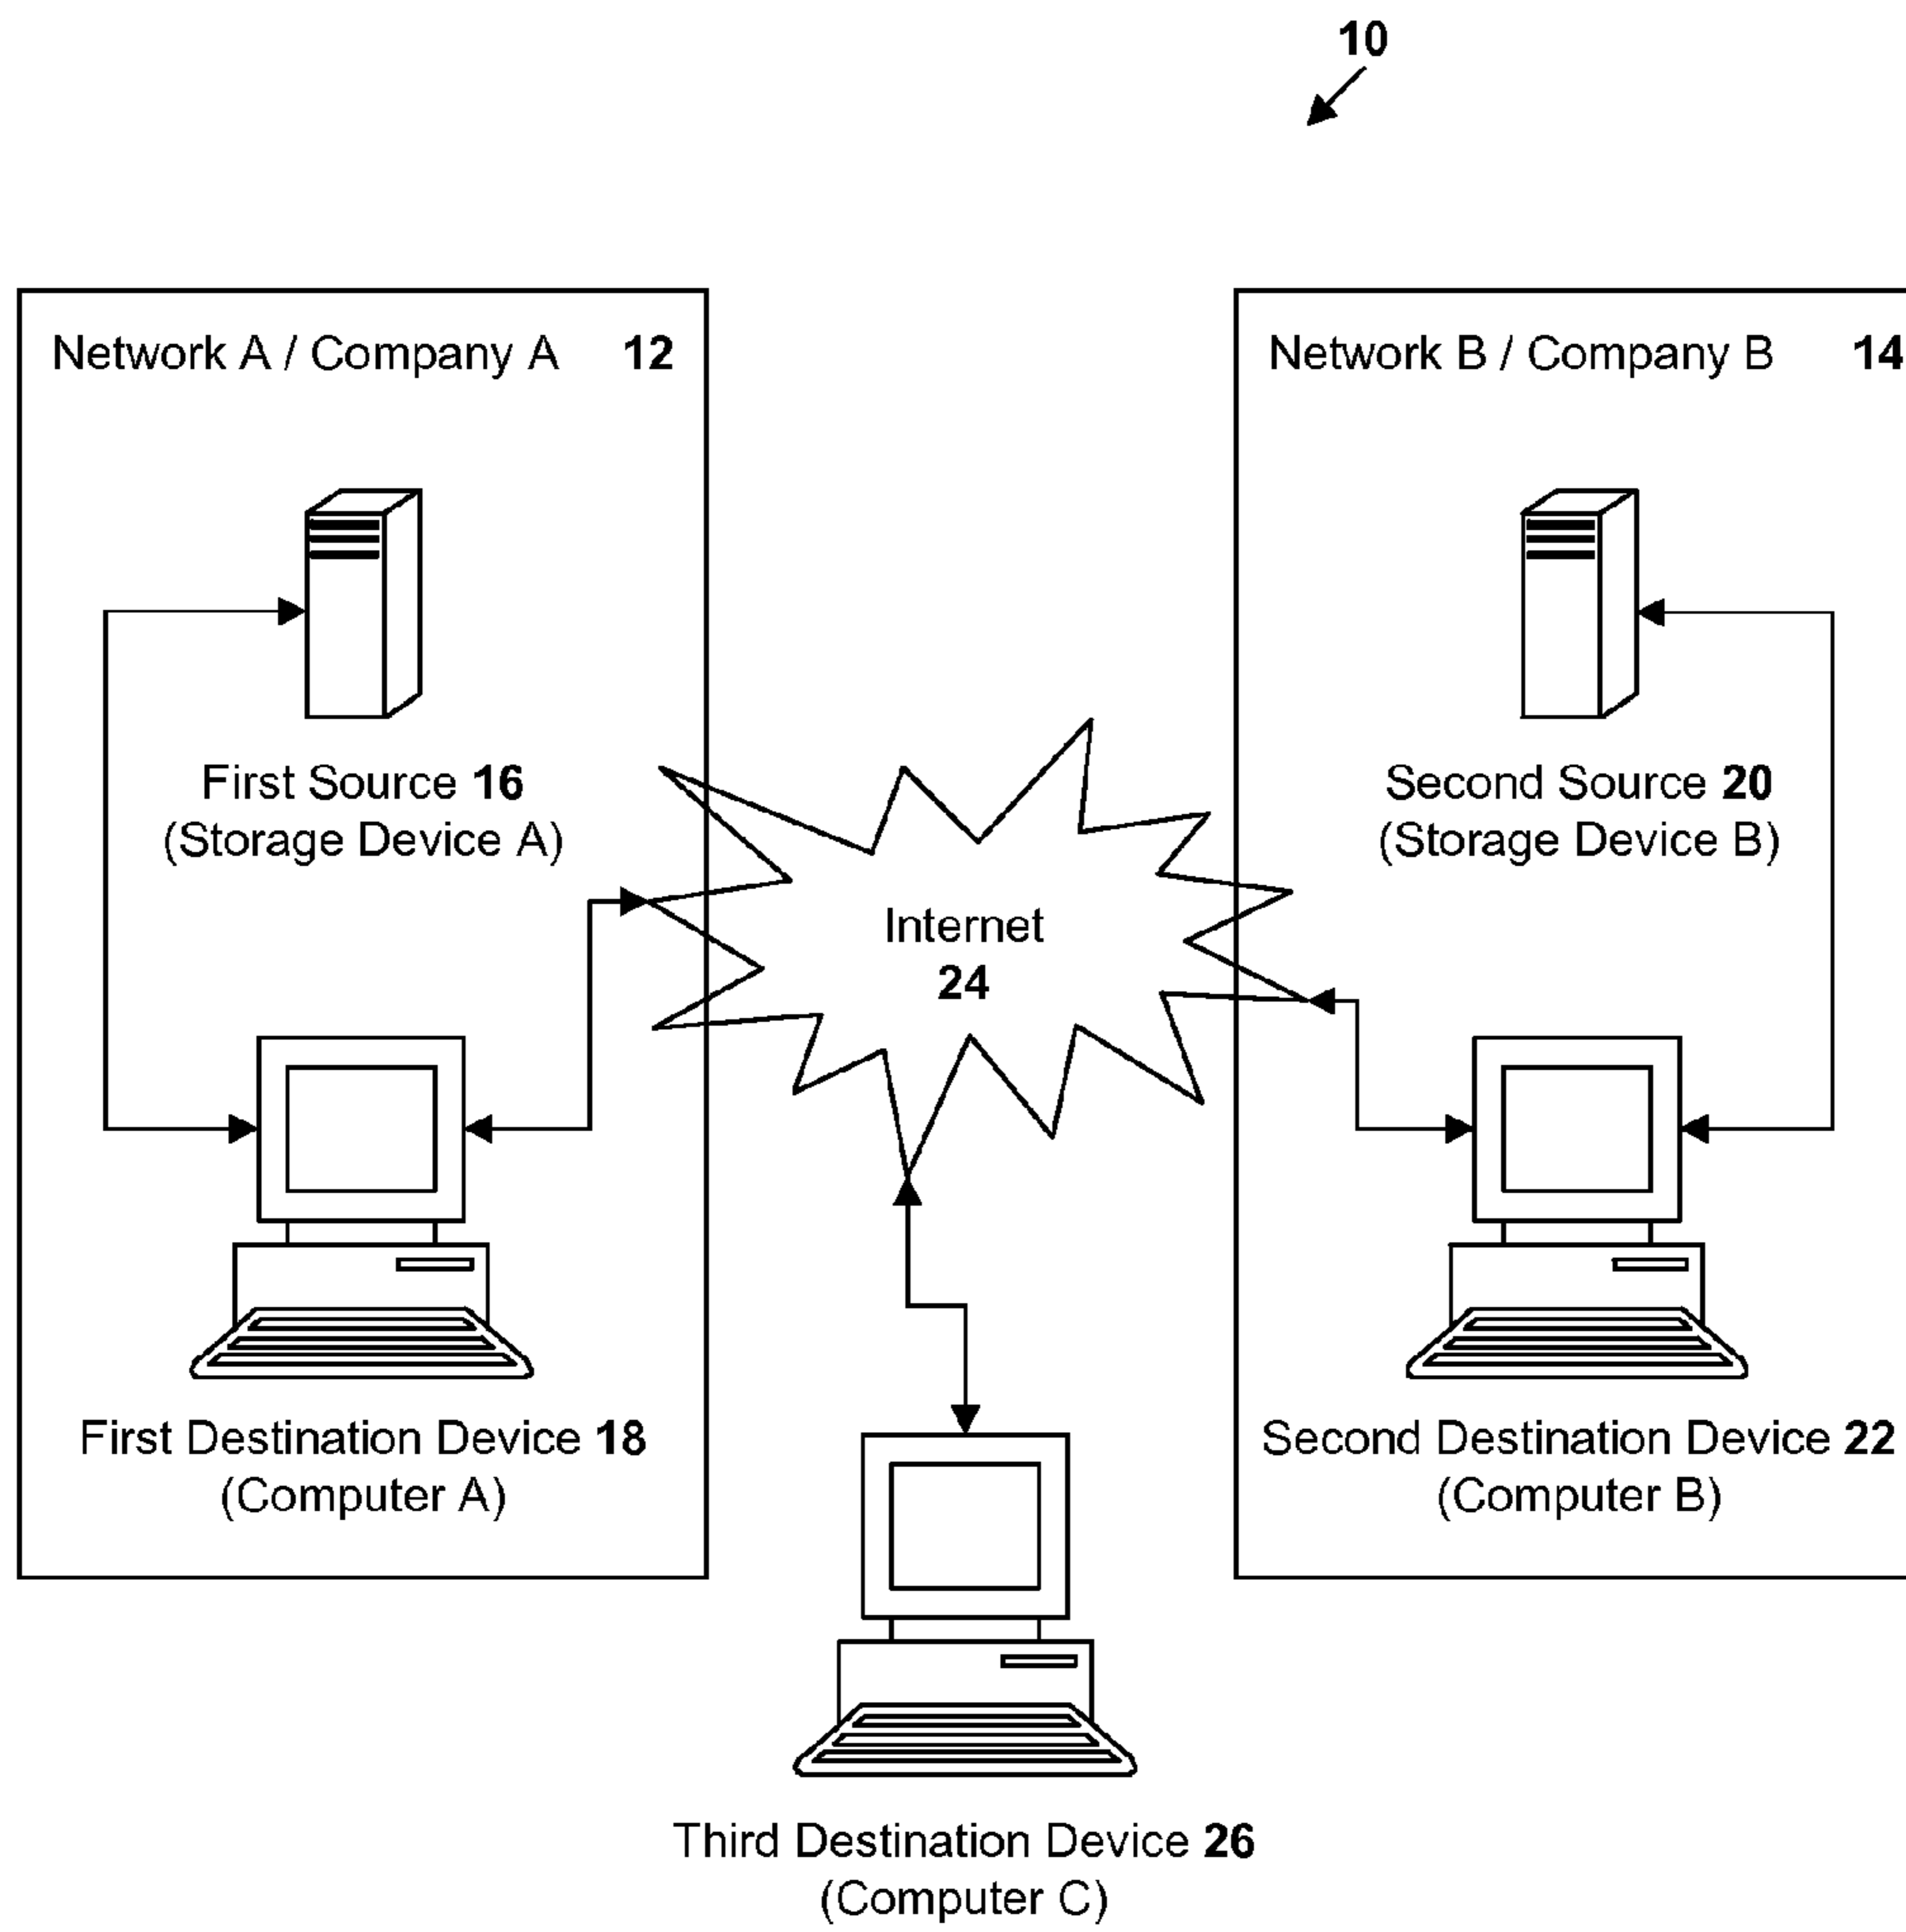 10
Network A / Company A 12
Network B / Company B 14
First Source 16
(Storage Device A)
Second Source 20
(Storage Device B)
Internet
24
First Destination Device 18
(Computer A)
Second Destination Device 22
(Computer B)
Third Destination Device 26
(Computer C)